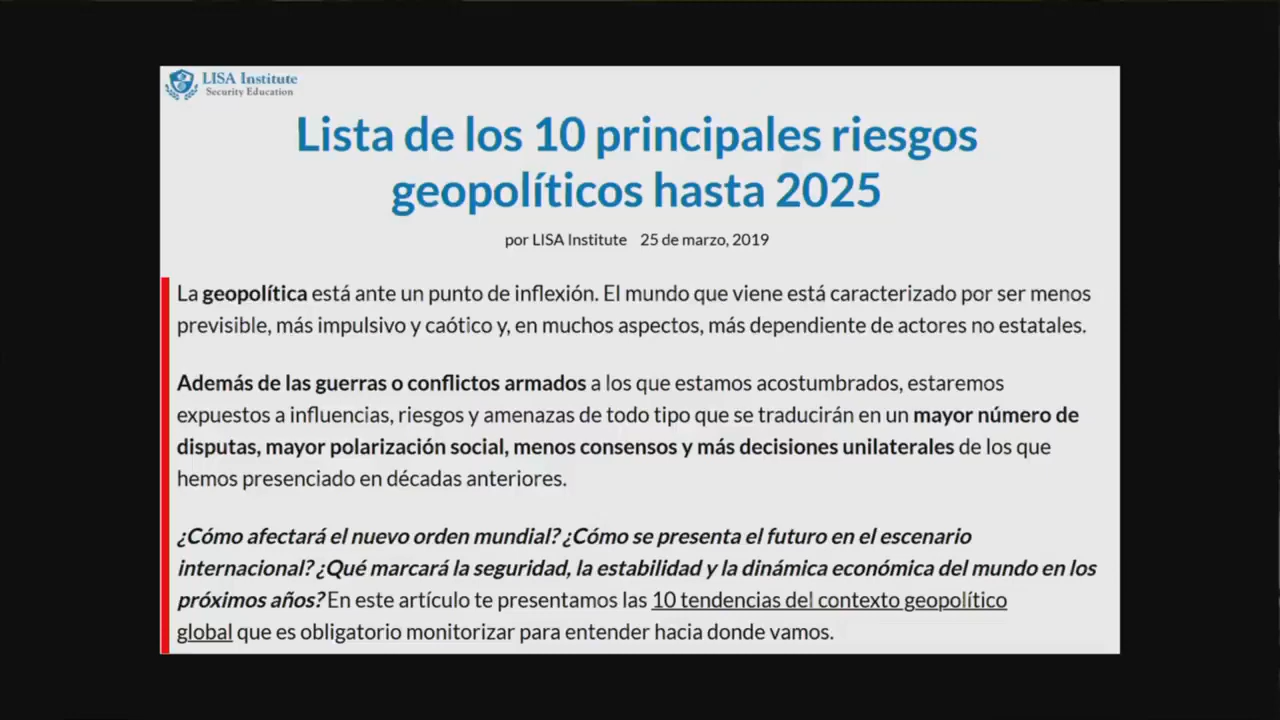 LISA Institute
Security Education
Lista de los 10 principales riesgos
geopolíticos hasta 2025
por LISA Institute 25 de marzo, 2019
La geopolítica está ante un punto de inflexión. El mundo que viene está caracterizado por ser menos
previsible, más impulsivo y caótico y, en muchos aspectos, más dependiente de actores no estatales.
Además de las guerras o conflictos armados a los que estamos acostumbrados, estaremos
expuestos a influencias, riesgos y amenazas de todo tipo que se traducirán en un mayor número de
disputas, mayor polarización social, menos consensos y más decisiones unilaterales de los que
hemos presenciado en décadas anteriores.
¿Cómo afectará el nuevo orden mundial? ¿Cómo se presenta el futuro en el escenario
internacional? ¿Qué marcará la seguridad, la estabilidad y la dinámica económica del mundo en los
próximos años? En este artículo te presentamos las 10 tendencias del contexto geopolítico
global que es obligatorio monitorizar para entender hacia donde vamos.